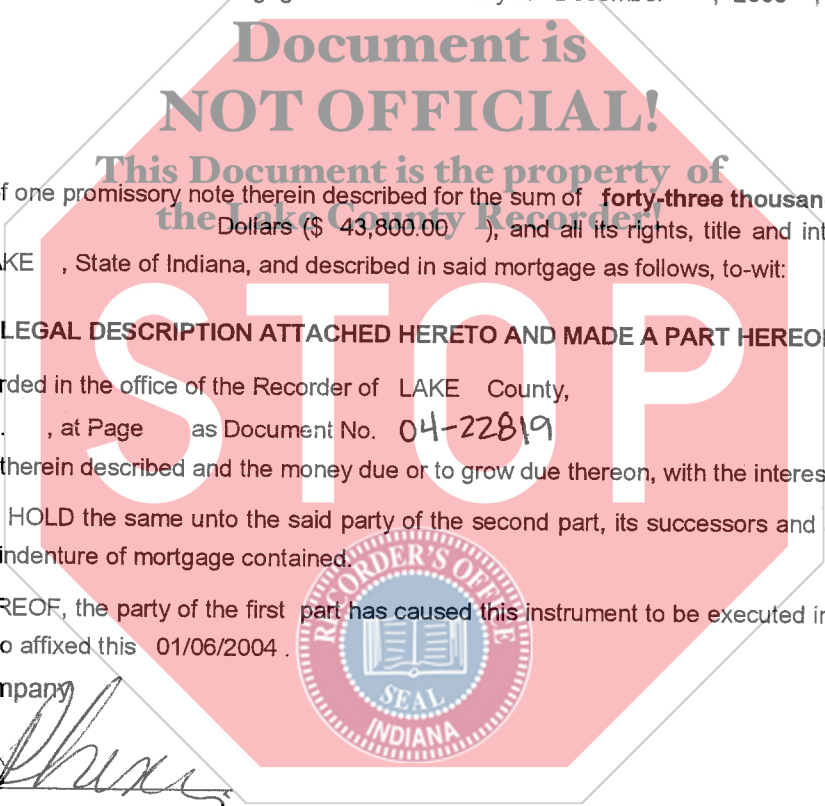 Document is
NOT OFFICIAL!
This Document is the property of
the Lake County Recorder!
f one promissory note therein described for the sum of forty-three thousan
Dollars ($ 43,800.00 ), and all its rights, title and int
KE , State of Indiana, and described in said mortgage as follows, to-wit:
LEGAL DESCRIPTION ATTACHED HERETO AND MADE A PART HEREOF
rded in the office of the Recorder of LAKE County,
. , at Page as Document No. 04-22819
therein described and the money due or to grow due thereon, with the interes
STOP
HOLD the same unto the said party of the second part, its successors and
indenture of mortgage contained.
REOF, the party of the first part has caused this instrument to be executed in
o affixed this 01/06/2004 .
mpany
RECORDER'S OFFICE
SEAL
INDIANA